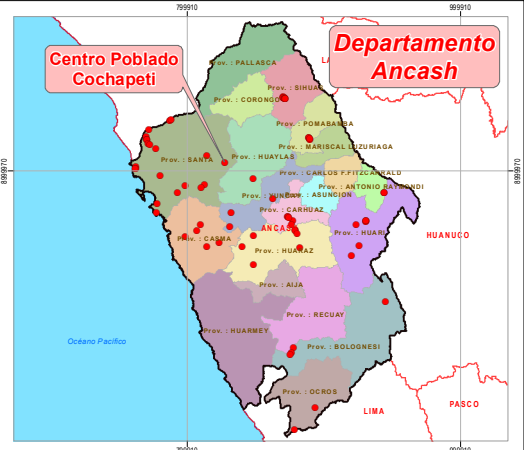 799910
999910
Departamento
Ancash
Centro Poblado
Cochapeti
LA
Prov. : PALLASCA
Prov. : SIHUAS
Prov. : CORONGO
Prov. : POMABAMBA
Prov. : MARISCAL LUZURIAGA
Prov. : SANTA
Prov. : HUAYLAS
899970
899970
Prov. : CARLOS F.FITZCARRALD
Prov. : ANTONIO RAYMONDI
Prov. : YUNGAY
Prov. : ASUNCION
Prov. : CARHUAZ
ANCASH
Prov. : HUARI
HUANUCO
Prov. : CASMA
Prov. : HUARAZ
Prov. : AIJA
Prov. : RECUAY
Prov. : HUARMEY
Océano Pacífico
Prov. : BOLOGNESI
Prov. : OCROS
LIMA
PASCO
799910
999910